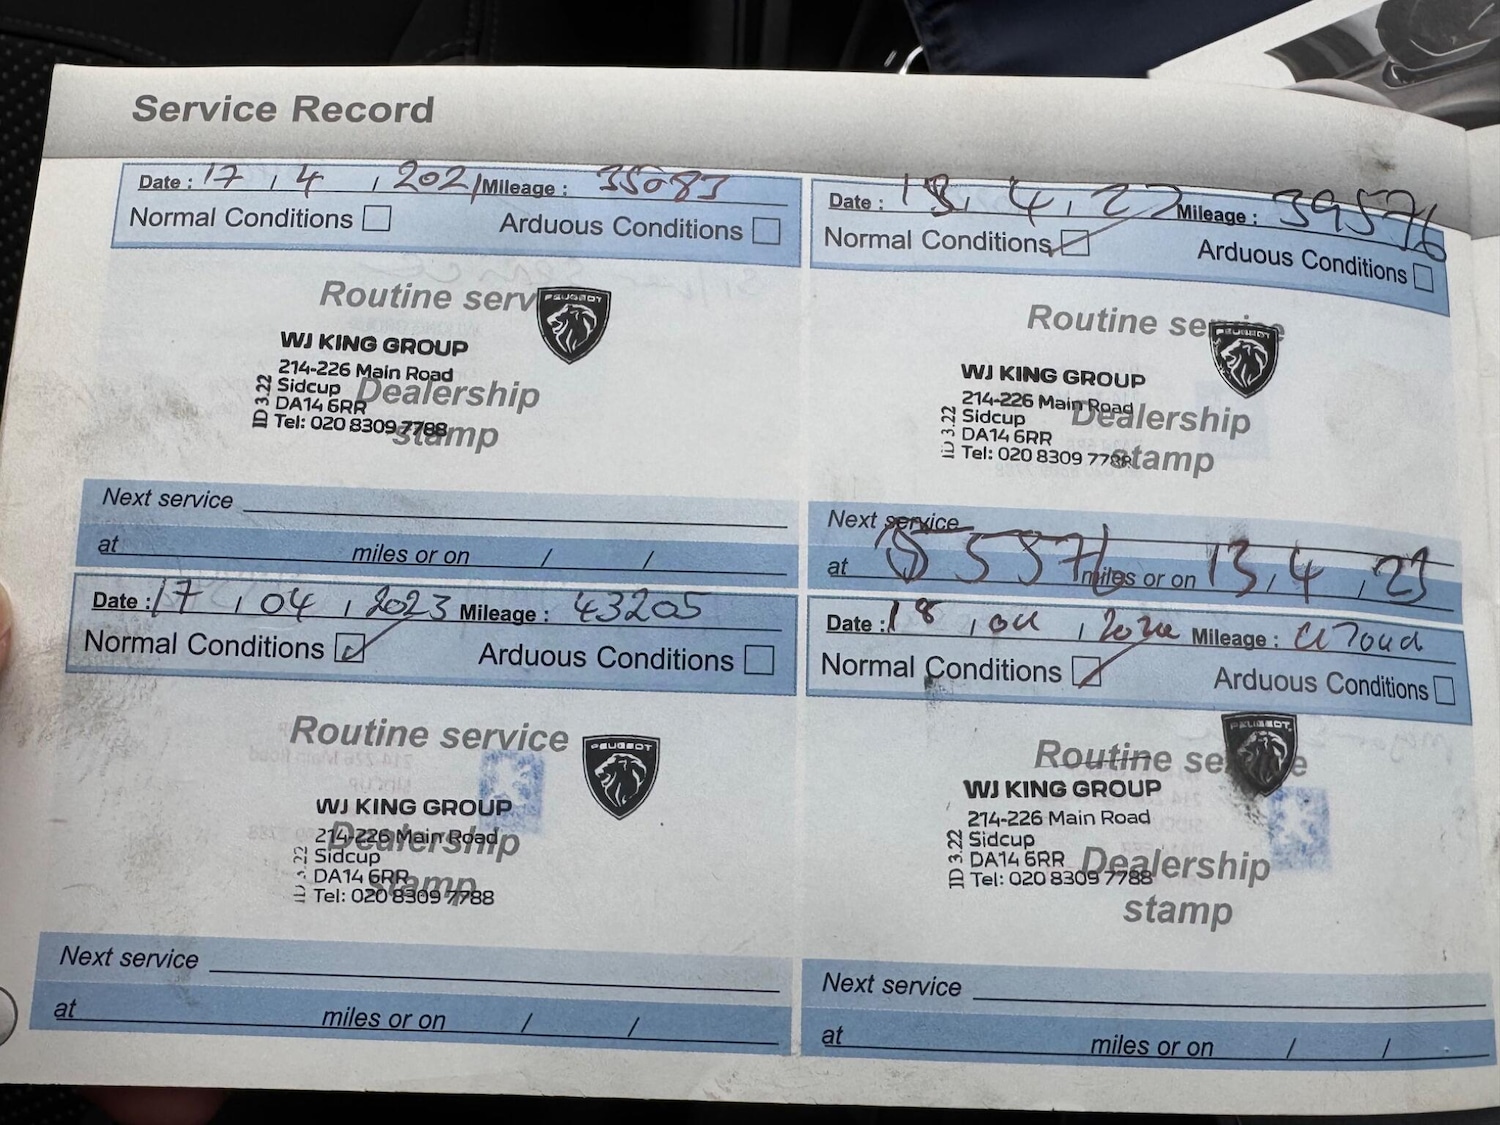 Service Record
Date : 17 / 4 / 2021 Mileage : 35083
Normal Conditions Arduous Conditions
Routine serv
PEUGEOT
WJ KING GROUP
214-226 Main Road
Sidcup
DA14 6RR
Tel: 020 8309 7788
ID 3.22
Dealership
stamp
Next service
at miles or on / /
Date : 13 . 4 . 22 Mileage : 39576
Normal Conditions Arduous Conditions
Routine service
PEUGEOT
WJ KING GROUP
214-226 Main Road
Sidcup
DA14 6RR
Tel: 020 8309 7788
ID 3.22
Dealership
stamp
Next service
at miles or on 13 / 4 / 23
Date : 17 / 04 / 2023 Mileage : 43205
Normal Conditions Arduous Conditions
Routine service
PEUGEOT
WJ KING GROUP
214-226 Main Road
Sidcup
DA14 6RR
Tel: 020 8309 7788
ID 3.22
Dealership
stamp
Next service
at miles or on / /
Date : 18 / 04 / 2024 Mileage :
Normal Conditions Arduous Conditions
Routine service
PEUGEOT
WJ KING GROUP
214-226 Main Road
Sidcup
DA14 6RR
Tel: 020 8309 7788
ID 3.22
Dealership
stamp
Next service
at miles or on / /